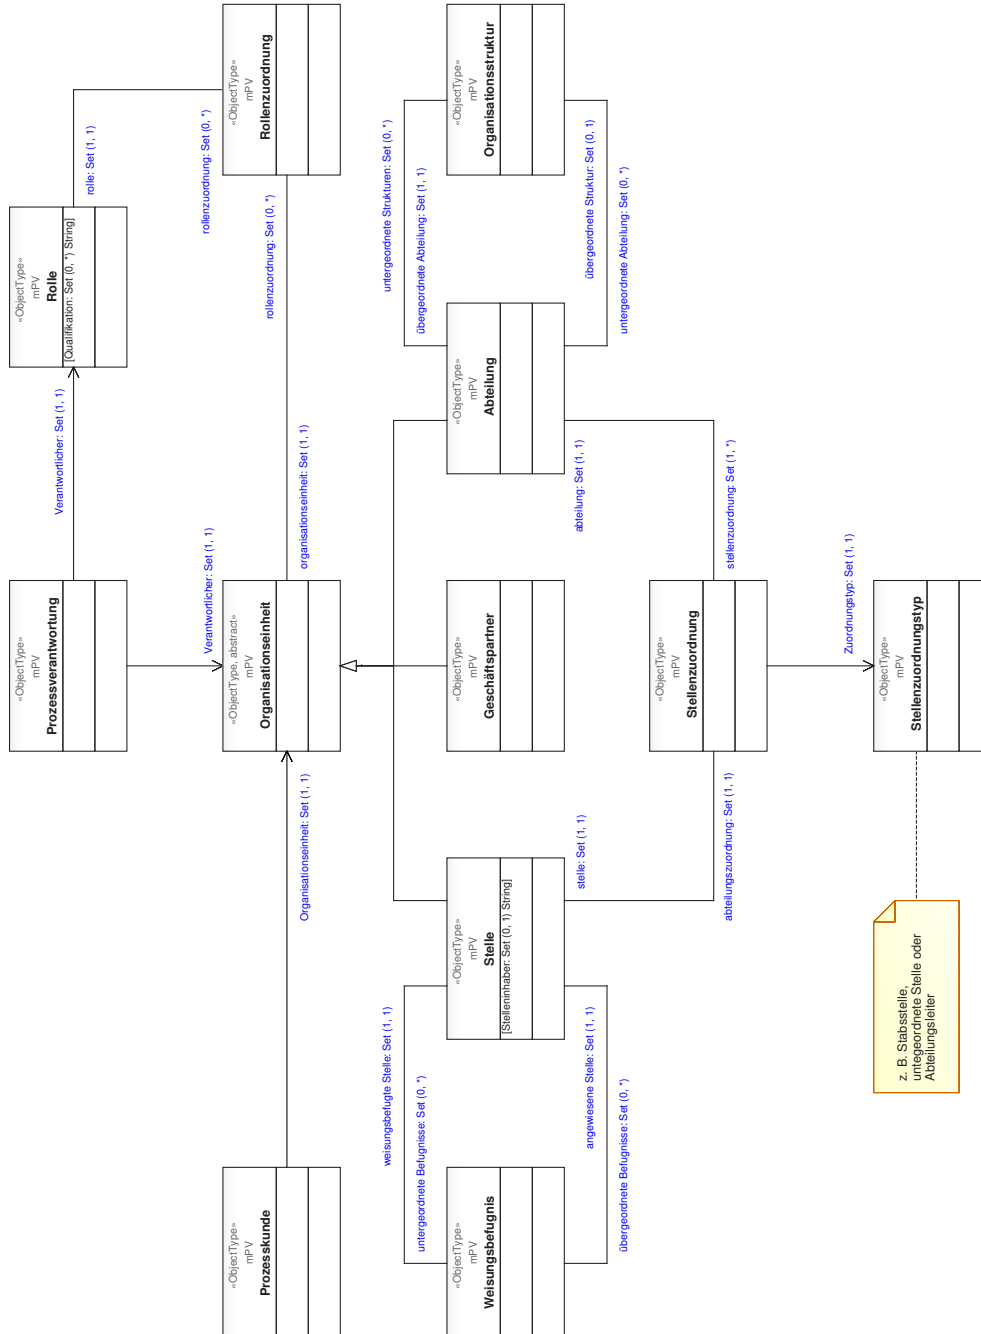 «ObjectType»
mPV
Prozessverantwortung
Verantwortlicher: Set (1, 1)
«ObjectType»
mPV
Rolle
[Qualifikation: Set (0, *) String]
rolle: Set (1, 1)
Verantwortlicher: Set (1, 1)
rollenzuordnung: Set (0, *)
«ObjectType»
mPV
Prozesskunde
Organisationseinheit: Set (1, 1)
«ObjectType, abstract»
mPV
Organisationseinheit
organisationseinheit: Set (1, 1)
rollenzuordnung: Set (0, *)
«ObjectType»
mPV
Rollenzuordnung
weisungsbefugte Stelle: Set (1, 1)
untergeordnete Befugnisse: Set (0, *)
untergeordnete Strukturen: Set (0, *)
übergeordnete Abteilung: Set (1, 1)
«ObjectType»
mPV
Weisungsbefugnis
«ObjectType»
mPV
Stelle
[Stelleninhaber: Set (0, 1) String]
«ObjectType»
mPV
Geschäftspartner
«ObjectType»
mPV
Abteilung
«ObjectType»
mPV
Organisationsstruktur
angewiesene Stelle: Set (1, 1)
übergeordnete Befugnisse: Set (0, *)
stelle: Set (1, 1)
abteilung: Set (1, 1)
übergeordnete Struktur: Set (0, 1)
untergeordnete Abteilung: Set (0, *)
abteilungszuordnung: Set (1, 1)
«ObjectType»
mPV
Stellenzuordnung
stellenzuordnung: Set (1, *)
Zuordnungstyp: Set (1, 1)
z. B. Stabsstelle,
untegeordnete Stelle oder
Abteilungsleiter
«ObjectType»
mPV
Stellenzuordnungstyp